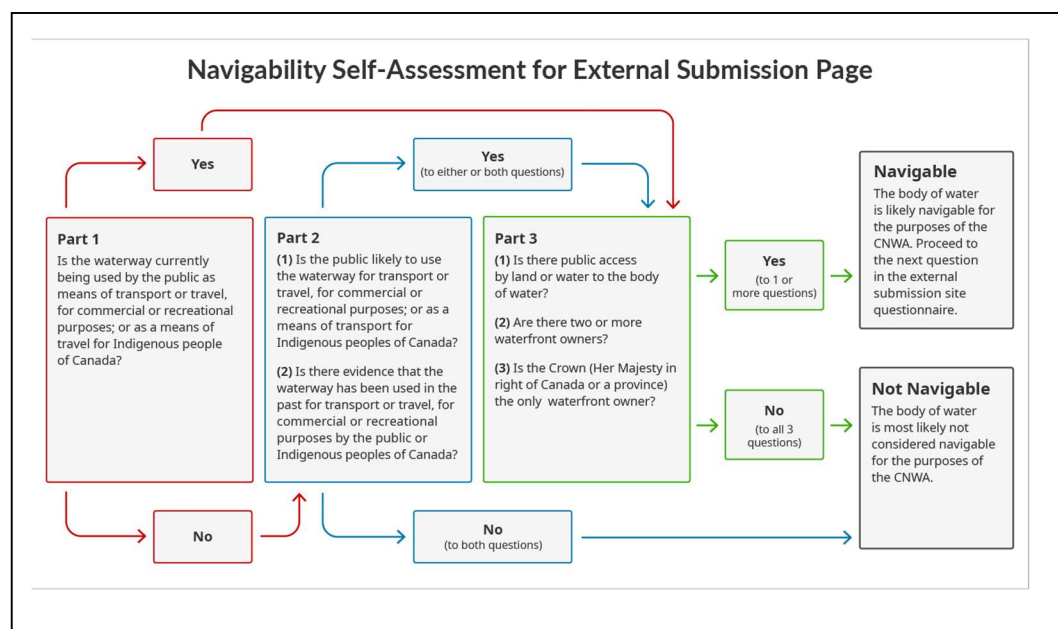 Navigability Self-Assessment for External Submission Page
Yes
Yes
(to either or both questions)
Part 1
Is the waterway currently
being used by the public as
means of transport or travel,
for commercial or recreational
purposes; or as a means of
travel for Indigenous people
of Canada?
No
Part 2
(1) Is the public likely to use
the waterway for transport or
travel, for commercial or
recreational purposes; or as a
means of transport for
Indigenous peoples of Canada?
(2) Is there evidence that the
waterway has been used in the
past for transport or travel, for
commercial or recreational
purposes by the public or
Indigenous peoples of Canada?
No
(to both questions)
Part 3
(1) Is there public access
by land or water to the body
of water?
(2) Are there two or more
waterfront owners?
(3) Is the Crown (Her Majesty in
right of Canada or a province)
the only waterfront owner?
Yes
(to 1 or
more questions)
No
(to all 3
questions)
Navigable
The body of water
is likely navigable for
the purposes of the
CNWA. Proceed to
the next question
in the external
submission site
questionnaire.
Not Navigable
The body of water
is most likely not
considered navigable
for the purposes of
the CNWA.